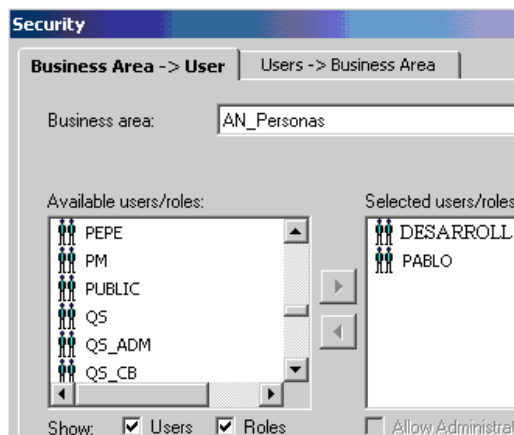 Security
Business Area -> User
Users -> Business Area
Business area:
AN_Personas
Available users/roles:
PEPE
PM
PUBLIC
QS
QS_ADM
QS_CB
Selected users/roles
DESARROLL
PABLO
Show:
Users
Roles
Allow Administrat